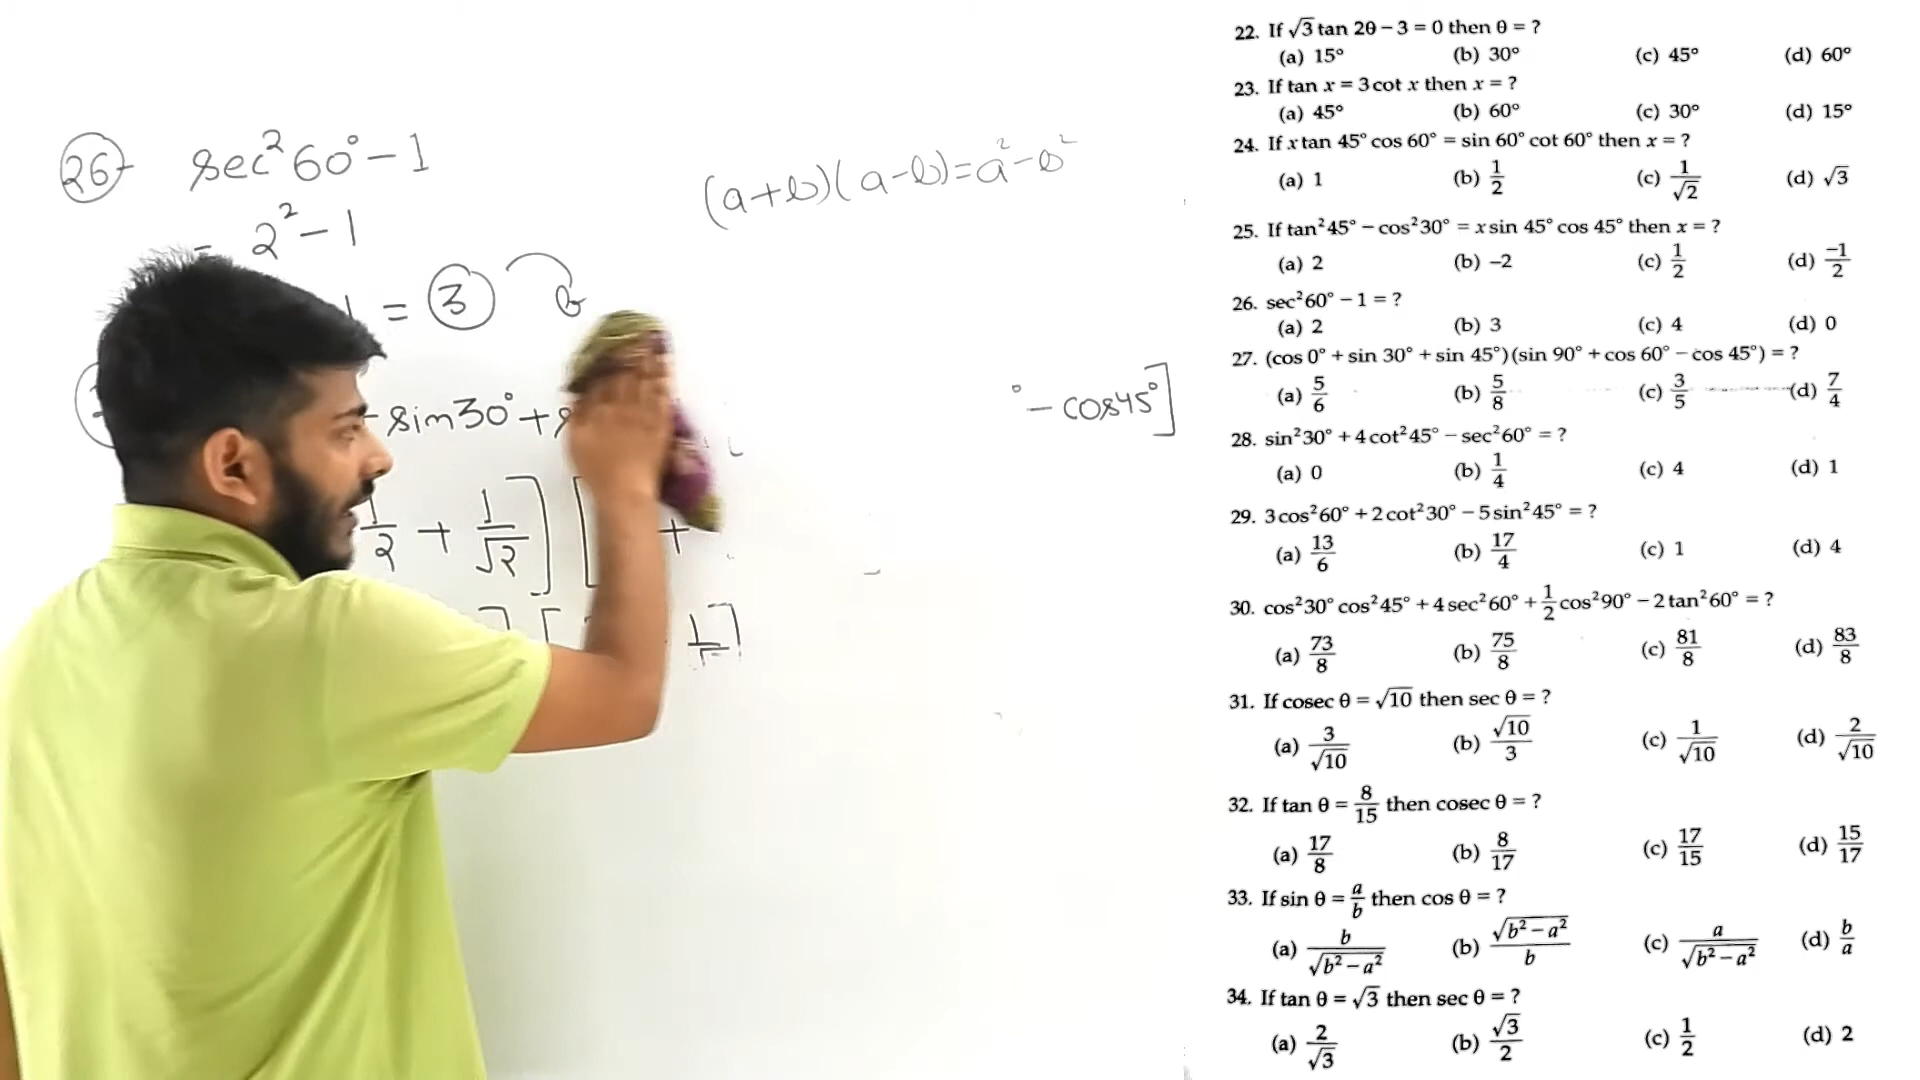 26 sec²60° − 1
= 2² − 1
1 = 3
(a+b)(a−b) = a² − b²
sin30° +
° − cos45°]
1/2 + 1/√2] [ +
] [ 1/√ ]
22. If √3 tan 2θ − 3 = 0 then θ = ?
(a) 15° (b) 30° (c) 45° (d) 60°
23. If tan x = 3 cot x then x = ?
(a) 45° (b) 60° (c) 30° (d) 15°
24. If x tan 45° cos 60° = sin 60° cot 60° then x = ?
(a) 1 (b) 1/2 (c) 1/√2 (d) √3
25. If tan²45° − cos²30° = x sin 45° cos 45° then x = ?
(a) 2 (b) −2 (c) 1/2 (d) −1/2
26. sec²60° − 1 = ?
(a) 2 (b) 3 (c) 4 (d) 0
27. (cos 0° + sin 30° + sin 45°)(sin 90° + cos 60° − cos 45°) = ?
(a) 5/6 (b) 5/8 (c) 3/5 (d) 7/4
28. sin²30° + 4 cot²45° − sec²60° = ?
(a) 0 (b) 1/4 (c) 4 (d) 1
29. 3 cos²60° + 2 cot²30° − 5 sin²45° = ?
(a) 13/6 (b) 17/4 (c) 1 (d) 4
30. cos²30° cos²45° + 4 sec²60° + 1/2 cos²90° − 2 tan²60° = ?
(a) 73/8 (b) 75/8 (c) 81/8 (d) 83/8
31. If cosec θ = √10 then sec θ = ?
(a) 3/√10 (b) √10/3 (c) 1/√10 (d) 2/√10
32. If tan θ = 8/15 then cosec θ = ?
(a) 17/8 (b) 8/17 (c) 17/15 (d) 15/17
33. If sin θ = a/b then cos θ = ?
(a) b/√(b² − a²) (b) √(b² − a²)/b (c) a/√(b² − a²) (d) b/a
34. If tan θ = √3 then sec θ = ?
(a) 2/√3 (b) √3/2 (c) 1/2 (d) 2